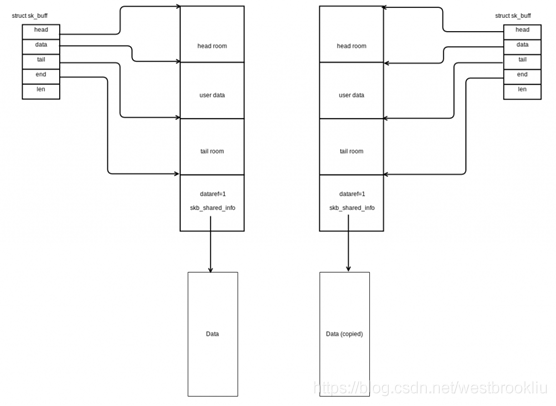 struct sk_buff
head
data
tail
end
len
head room
user data
tail room
dataref=1
skb_shared_info
Data
struct sk_buff
head
data
tail
end
len
head room
user data
tail room
dataref=1
skb_shared_info
Data (copied)
https://blog.csdn.net/westbrookliu